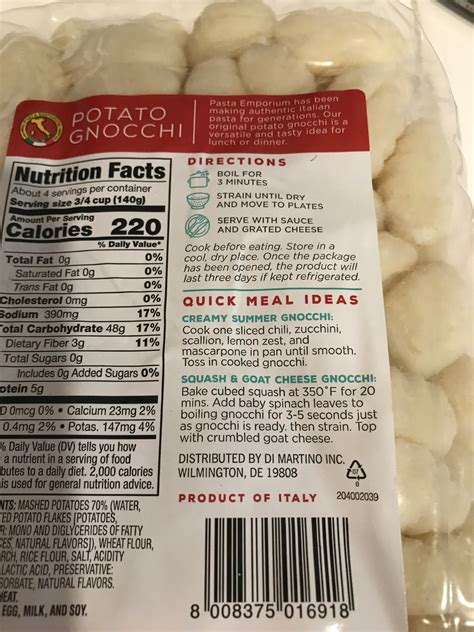 POTATO
GNOCCHI
Pasta Emporium has been
making authentic Italian
pasta for generations. Our
original potato gnocchi is a
versatile and tasty idea for
lunch or dinner.
Nutrition Facts
About 4 servings per container
Serving size 3/4 cup (140g)
Amount Per Serving
Calories 220
% Daily Value*
Total Fat 0g 0%
Saturated Fat 0g 0%
Trans Fat 0g 0%
Cholesterol 0mg 0%
Sodium 390mg 17%
Total Carbohydrate 48g 17%
Dietary Fiber 3g 11%
Total Sugars 0g
Includes 0g Added Sugars 0%
otein 5g
D 0mcg 0% • Calcium 23mg 2%
0.4mg 2% • Potas. 147mg 4%
% Daily Value (DV) tells you how
a nutrient in a serving of food
butes to a daily diet. 2,000 calories
is used for general nutrition advice.
NTS: MASHED POTATOES 70% (WATER,
TED POTATO FLAKES [POTATOES,
R: MONO AND DIGLYCERIDES OF FATTY
CES, NATURAL FLAVORS]), WHEAT FLOUR,
RCH, RICE FLOUR, SALT, ACIDITY
LACTIC ACID, PRESERVATIVE:
SORBATE, NATURAL FLAVORS.
HEAT.
EGG, MILK, AND SOY.
DIRECTIONS
BOIL FOR
3 MINUTES
STRAIN UNTIL DRY
AND MOVE TO PLATES
SERVE WITH SAUCE
AND GRATED CHEESE
Cook before eating. Store in a
cool, dry place. Once the package
has been opened, the product will
last three days if kept refrigerated.
QUICK MEAL IDEAS
CREAMY SUMMER GNOCCHI:
Cook one sliced chili, zucchini,
scallion, lemon zest, and
mascarpone in pan until smooth.
Toss in cooked gnocchi.
SQUASH & GOAT CHEESE GNOCCHI:
Bake cubed squash at 350°F for 20
mins. Add baby spinach leaves to
boiling gnocchi for 3-5 seconds just
as gnocchi is ready. then strain. Top
with crumbled goat cheese.
DISTRIBUTED BY DI MARTINO INC.
WILMINGTON, DE 19808
07
PRODUCT OF ITALY
204002039
8 008375 016918